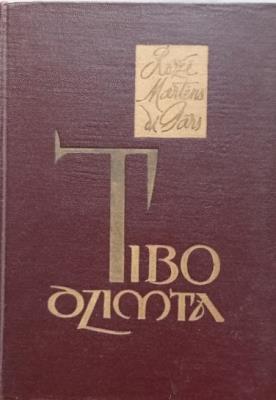 Rožē
Martēns
di Gārs
TIBO
DZIMTA